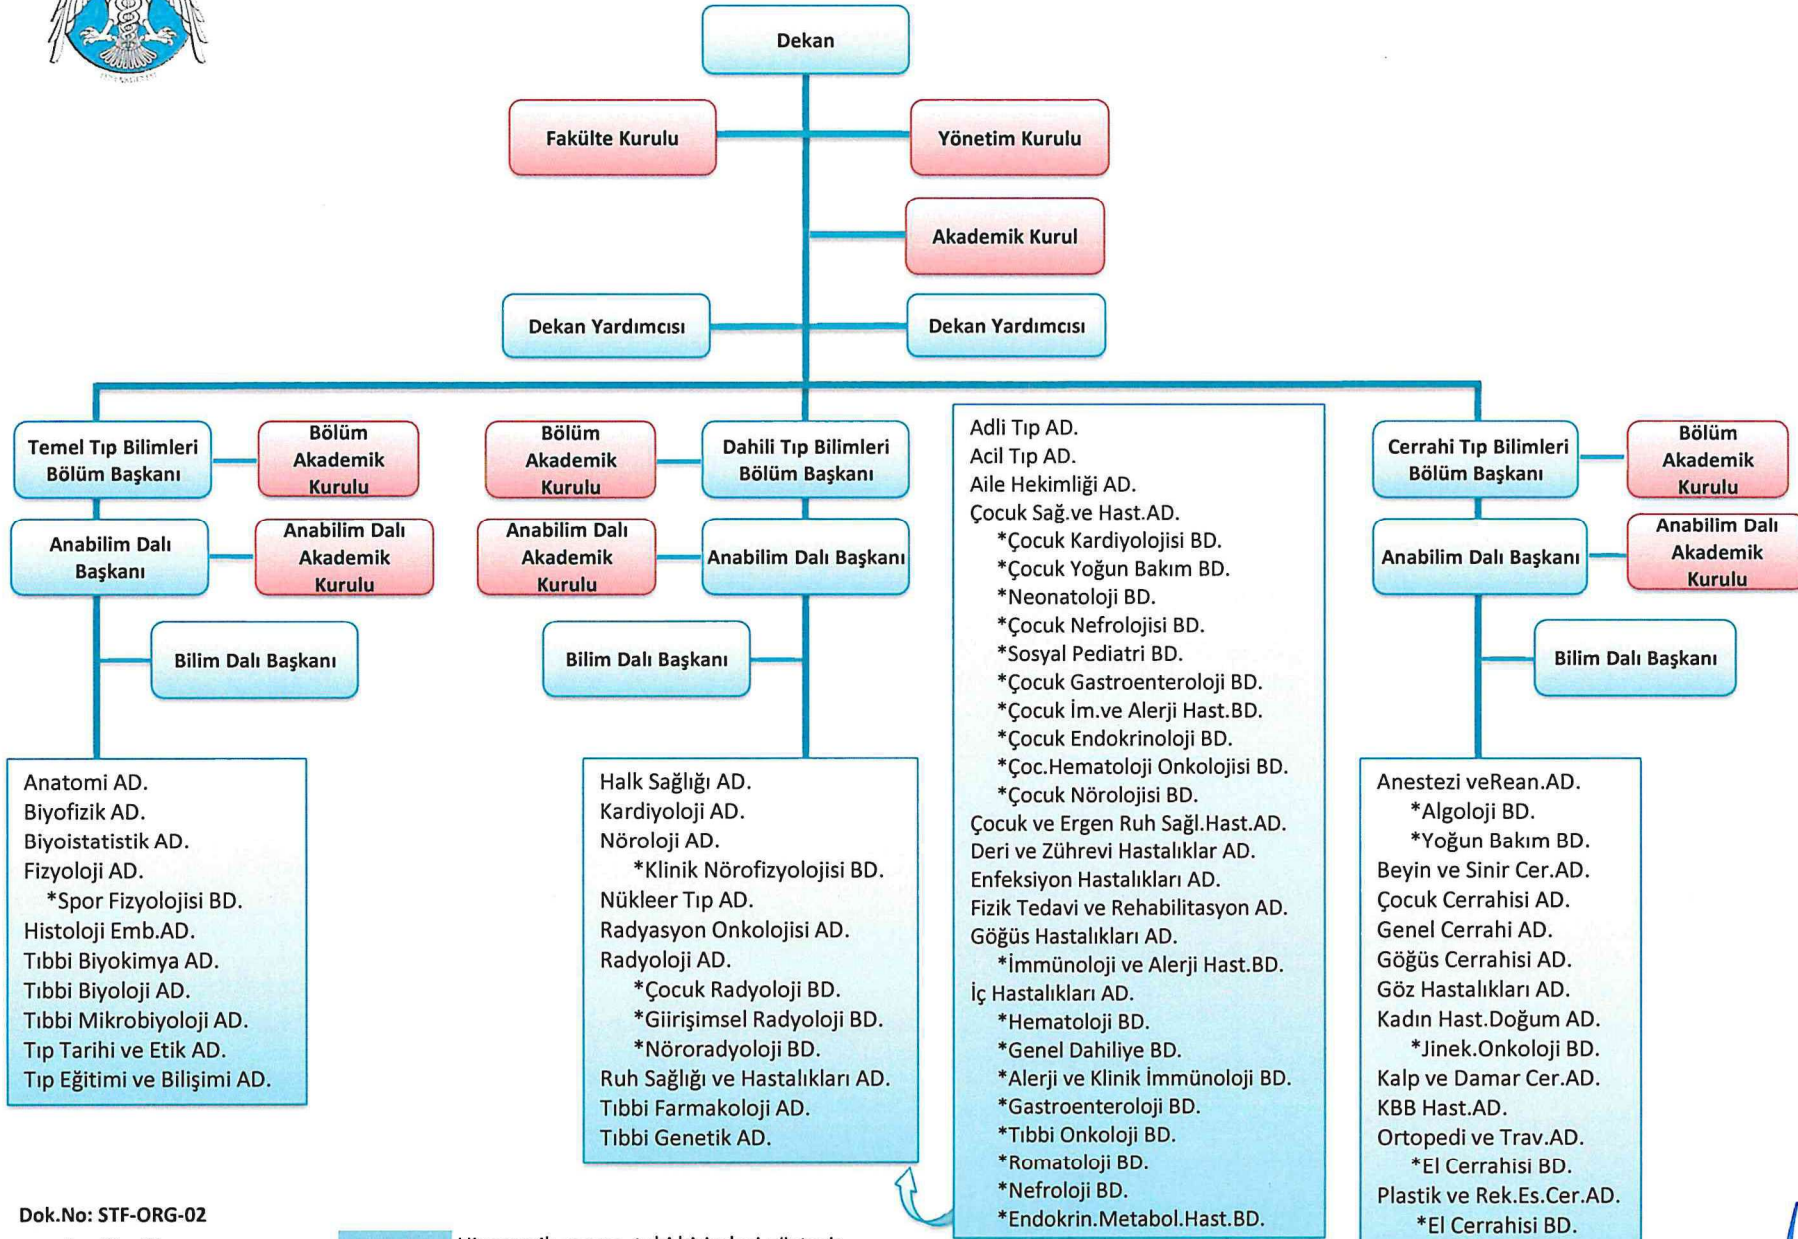 Dekan
Fakülte Kurulu
Yönetim Kurulu
Akademik Kurul
Dekan Yardımcısı
Dekan Yardımcısı
Temel Tıp Bilimleri
Bölüm Başkanı
Bölüm
Akademik
Kurulu
Bölüm
Akademik
Kurulu
Dahili Tıp Bilimleri
Bölüm Başkanı
Cerrahi Tıp Bilimleri
Bölüm Başkanı
Bölüm
Akademik
Kurulu
Anabilim Dalı
Başkanı
Anabilim Dalı
Akademik
Kurulu
Anabilim Dalı
Akademik
Kurulu
Anabilim Dalı Başkanı
Anabilim Dalı Başkanı
Anabilim Dalı
Akademik
Kurulu
Bilim Dalı Başkanı
Bilim Dalı Başkanı
Bilim Dalı Başkanı
Anatomi AD.
Biyofizik AD.
Biyoistatistik AD.
Fizyoloji AD.
*Spor Fizyolojisi BD.
Histoloji Emb.AD.
Tıbbi Biyokimya AD.
Tıbbi Biyoloji AD.
Tıbbi Mikrobiyoloji AD.
Tıp Tarihi ve Etik AD.
Tıp Eğitimi ve Bilişimi AD.
Halk Sağlığı AD.
Kardiyoloji AD.
Nöroloji AD.
*Klinik Nörofizyolojisi BD.
Nükleer Tıp AD.
Radyasyon Onkolojisi AD.
Radyoloji AD.
*Çocuk Radyoloji BD.
*Giirişimsel Radyoloji BD.
*Nöroradyoloji BD.
Ruh Sağlığı ve Hastalıkları AD.
Tıbbi Farmakoloji AD.
Tıbbi Genetik AD.
Adli Tıp AD.
Acil Tıp AD.
Aile Hekimliği AD.
Çocuk Sağ.ve Hast.AD.
*Çocuk Kardiyolojisi BD.
*Çocuk Yoğun Bakım BD.
*Neonatoloji BD.
*Çocuk Nefrolojisi BD.
*Sosyal Pediatri BD.
*Çocuk Gastroenteroloji BD.
*Çocuk İm.ve Alerji Hast.BD.
*Çocuk Endokrinoloji BD.
*Çoc.Hematoloji Onkolojisi BD.
*Çocuk Nörolojisi BD.
Çocuk ve Ergen Ruh Sağl.Hast.AD.
Deri ve Zührevi Hastalıklar AD.
Enfeksiyon Hastalıkları AD.
Fizik Tedavi ve Rehabilitasyon AD.
Göğüs Hastalıkları AD.
*İmmünoloji ve Alerji Hast.BD.
İç Hastalıkları AD.
*Hematoloji BD.
*Genel Dahiliye BD.
*Alerji ve Klinik İmmünoloji BD.
*Gastroenteroloji BD.
*Tıbbi Onkoloji BD.
*Romatoloji BD.
*Nefroloji BD.
*Endokrin.Metabol.Hast.BD.
Anestezi veRean.AD.
*Algoloji BD.
*Yoğun Bakım BD.
Beyin ve Sinir Cer.AD.
Çocuk Cerrahisi AD.
Genel Cerrahi AD.
Göğüs Cerrahisi AD.
Göz Hastalıkları AD.
Kadın Hast.Doğum AD.
*Jinek.Onkoloji BD.
Kalp ve Damar Cer.AD.
KBB Hast.AD.
Ortopedi ve Trav.AD.
*El Cerrahisi BD.
Plastik ve Rek.Es.Cer.AD.
*El Cerrahisi BD.
Dok.No: STF-ORG-02